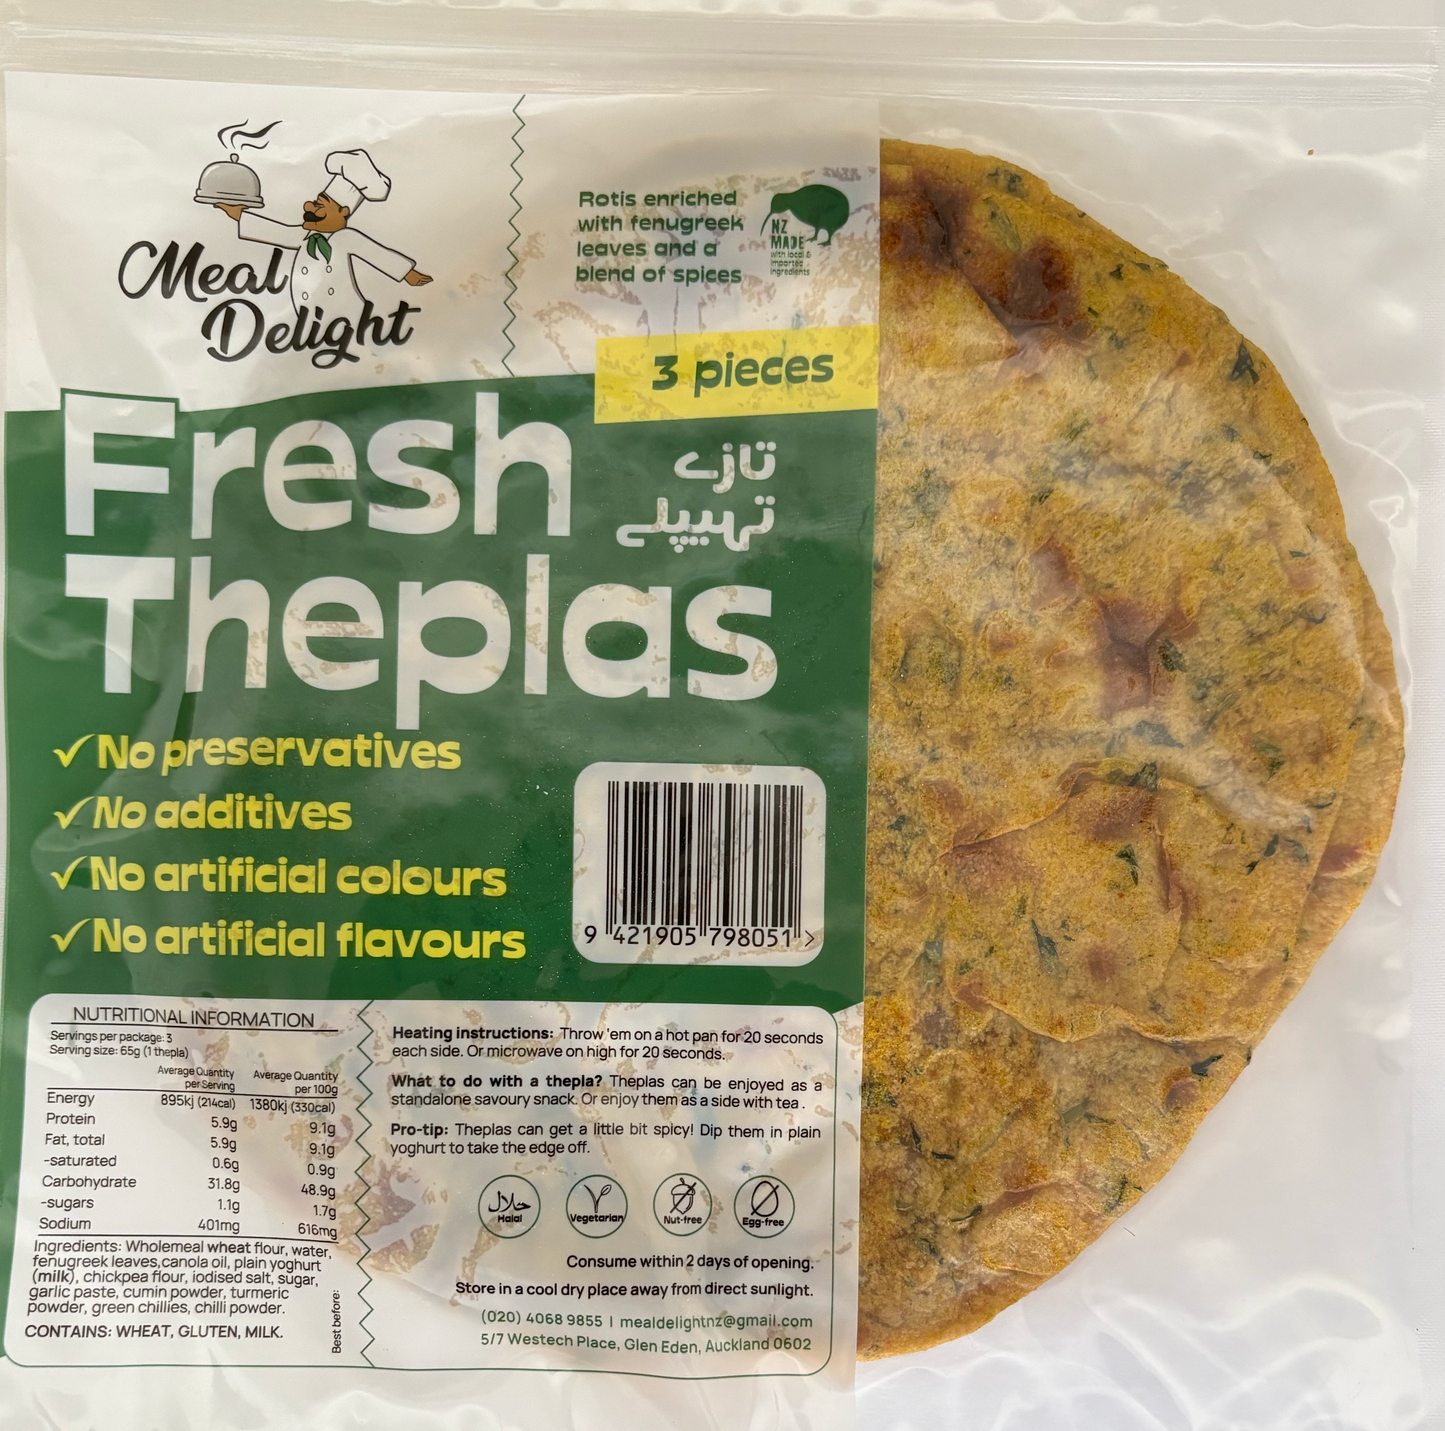 Meal
Delight
Rotis enriched
with fenugreek
leaves and a
blend of spices
NZ
MADE
with local &
imported
ingredients
3 pieces
Fresh
تازے
تھیپلے
Theplas
✓ No preservatives
✓ No additives
✓ No artificial colours
✓ No artificial flavours
9 421905 798051 >
NUTRITIONAL INFORMATION
Servings per package: 3
Serving size: 65g (1 thepla)
Average Quantity per Serving Average Quantity per 100g
Energy 895kj (214cal) 1380kj (330cal)
Protein 5.9g 9.1g
Fat, total 5.9g 9.1g
-saturated 0.6g 0.9g
Carbohydrate 31.8g 48.9g
-sugars 1.1g 1.7g
Sodium 401mg 616mg
Ingredients: Wholemeal wheat flour, water,
fenugreek leaves,canola oil, plain yoghurt
(milk), chickpea flour, iodised salt, sugar,
garlic paste, cumin powder, turmeric
powder, green chillies, chilli powder.
CONTAINS: WHEAT, GLUTEN, MILK.
Best before:
Heating instructions: Throw 'em on a hot pan for 20 seconds
each side. Or microwave on high for 20 seconds.
What to do with a thepla? Theplas can be enjoyed as a
standalone savoury snack. Or enjoy them as a side with tea .
Pro-tip: Theplas can get a little bit spicy! Dip them in plain
yoghurt to take the edge off.
حلال
Halal
Vegetarian
Nut-free
Egg-free
Consume within 2 days of opening.
Store in a cool dry place away from direct sunlight.
(020) 4068 9855 | mealdelightnz@gmail.com
5/7 Westech Place, Glen Eden, Auckland 0602